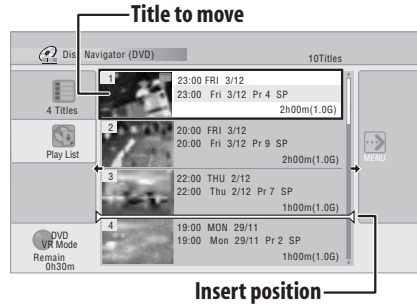 Title to move
Disc Navigator (DVD)
10Titles
4 Titles
Play List
DVD
VR Mode
Remain
0h30m
1
23:00 FRI 3/12
23:00 Fri 3/12 Pr 4 SP
2h00m(1.0G)
2
20:00 FRI 3/12
20:00 Fri 3/12 Pr 9 SP
2h00m(1.0G)
3
22:00 THU 2/12
22:00 Thu 2/12 Pr 7 SP
1h00m(1.0G)
4
19:00 MON 29/11
19:00 Mon 29/11 Pr 2 SP
1h00m(1.0G)
MENU
Insert position